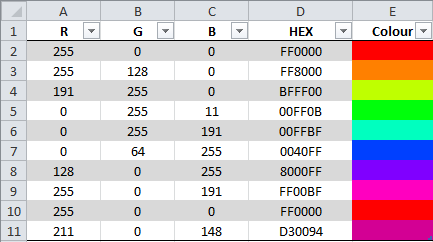 A B C D E
1 R G B HEX Colour
2 255 0 0 FF0000
3 255 128 0 FF8000
4 191 255 0 BFFF00
5 0 255 11 00FF0B
6 0 255 191 00FFBF
7 0 64 255 0040FF
8 128 0 255 8000FF
9 255 0 191 FF00BF
10 255 0 0 FF0000
11 211 0 148 D30094